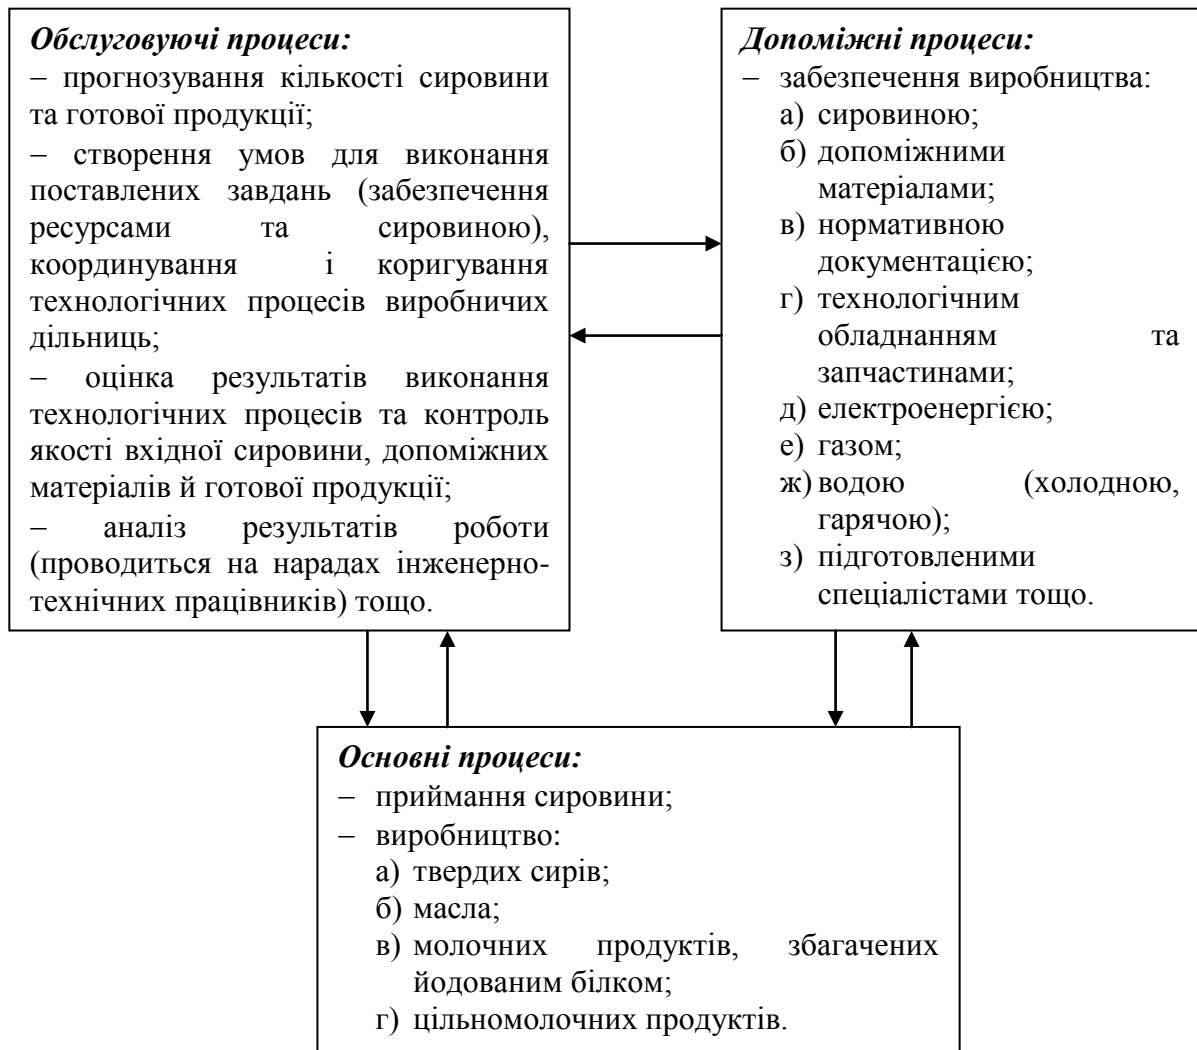 Обслуговуючі процеси:
– прогнозування кількості сировини
та готової продукції;
– створення умов для виконання
поставлених завдань (забезпечення
ресурсами та сировиною),
координування і коригування
технологічних процесів виробничих
дільниць;
– оцінка результатів виконання
технологічних процесів та контроль
якості вхідної сировини, допоміжних
матеріалів й готової продукції;
– аналіз результатів роботи
(проводиться на нарадах інженерно-
технічних працівників) тощо.
Допоміжні процеси:
– забезпечення виробництва:
а) сировиною;
б) допоміжними
матеріалами;
в) нормативною
документацією;
г) технологічним
обладнанням та
запчастинами;
д) електроенергією;
е) газом;
ж) водою (холодною,
гарячою);
з) підготовленими
спеціалістами тощо.
Основні процеси:
– приймання сировини;
– виробництво:
а) твердих сирів;
б) масла;
в) молочних продуктів, збагачених
йодованим білком;
г) цільномолочних продуктів.